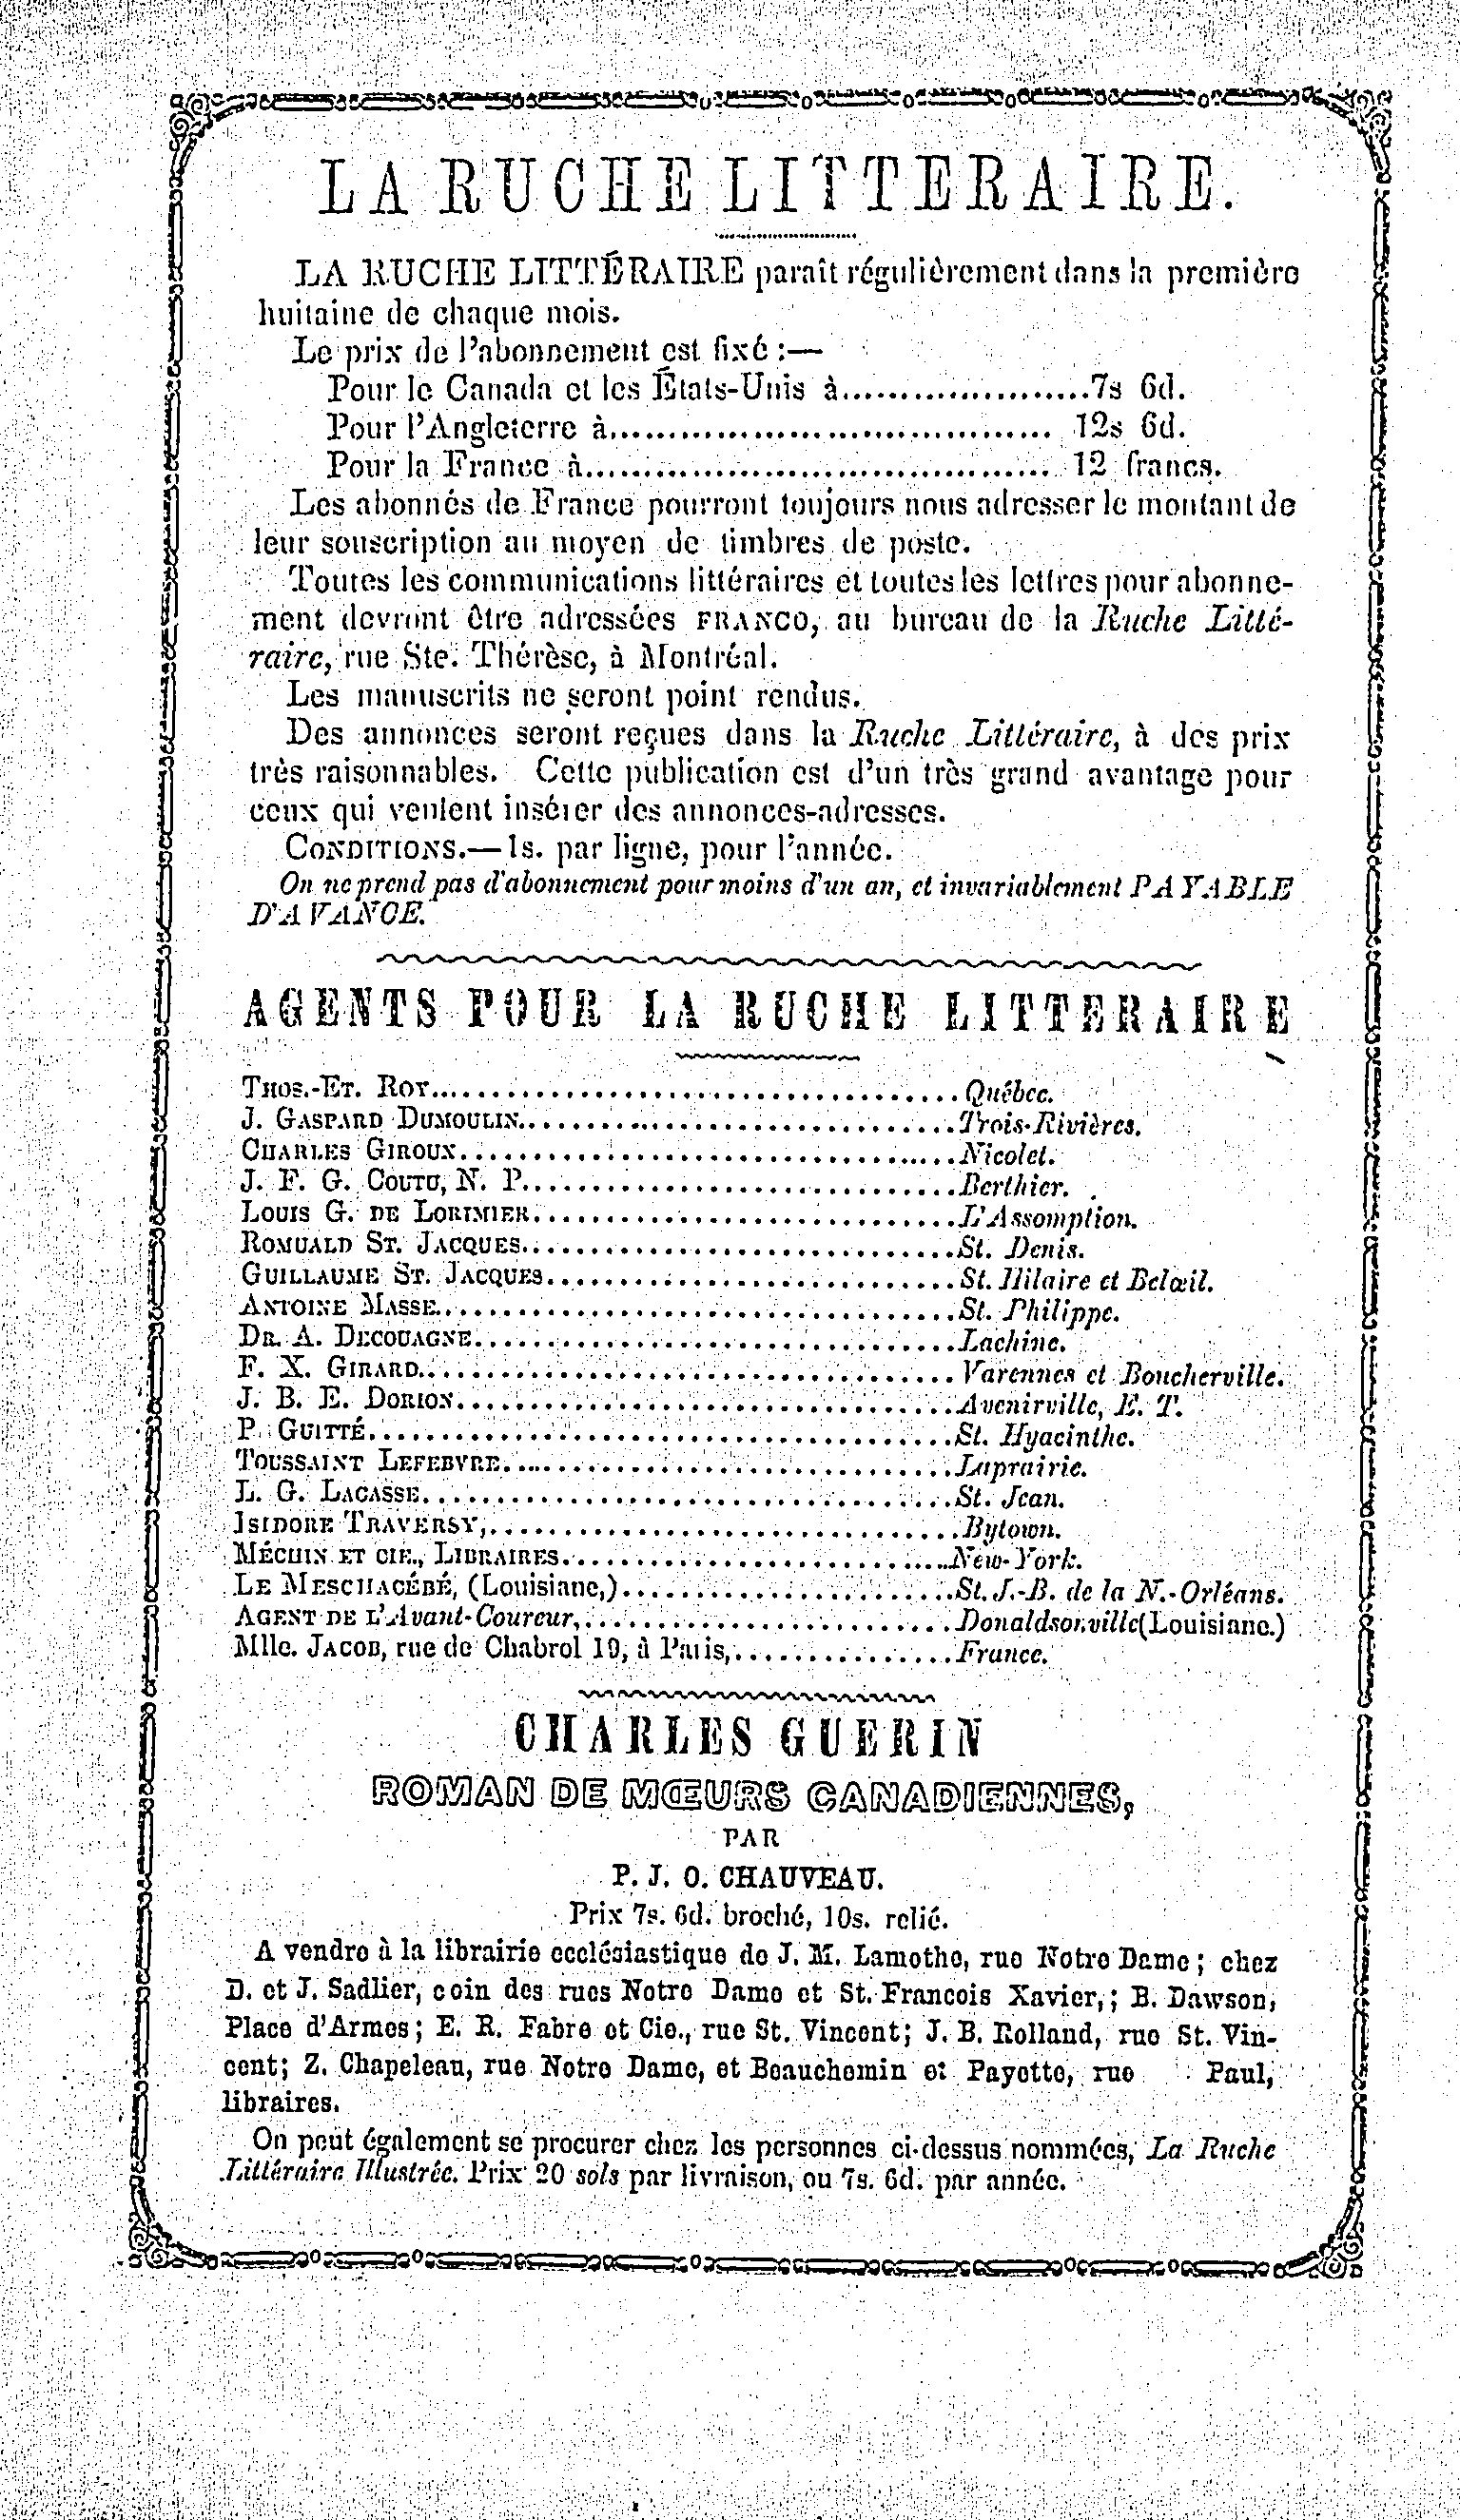 LA RUCHE LITTERAIRE.
LA RUCHE LITTÉRAIRE paraît régulièrement dans la première
huitaine de chaque mois.
Le prix de l'abonnement est fixé :—
Pour le Canada et les États-Unis à.....................7s 6d.
Pour l'Angleterre à..................................... 12s 6d.
Pour la France à....................................... 12 francs.
Les abonnés de France pourront toujours nous adresser le montant de
leur souscription au moyen de timbres de poste.
Toutes les communications littéraires et toutes les lettres pour abonne-
ment devront être adressées FRANCO, au bureau de la Ruche Litté-
raire, rue Ste. Thérèse, à Montréal.
Les manuscrits ne seront point rendus.
Des annonces seront reçues dans la Ruche Littéraire, à des prix
très raisonnables. Cette publication est d'un très grand avantage pour
ceux qui veulent insérer des annonces-adresses.
CONDITIONS.—1s. par ligne, pour l'année.
On ne prend pas d'abonnement pour moins d'un an, et invariablement PAYABLE
D'AVANCE.
AGENTS POUR LA RUCHE LITTERAIRE
THOS.-ET. ROY....................................Québec.
J. GASPARD DUMOULIN..............................Trois-Rivières.
CHARLES GIROUX...................................Nicolet.
J. F. G. COUTU, N. P..............................Berthier.
LOUIS G. DE LORIMIER.............................L'Assomption.
ROMUALD ST. JACQUES..............................St. Denis.
GUILLAUME ST. JACQUES............................St. Hilaire et Belœil.
ANTOINE MASSE....................................St. Philippe.
DR. A. DECOUAGNE.................................Lachine.
F. X. GIRARD.....................................Varennes et Boucherville.
J. B. E. DORION..................................Avenirville, E. T.
P. GUITTÉ........................................St. Hyacinthe.
TOUSSAINT LEFEBVRE...............................Laprairie.
L. G. LACASSE....................................St. Jean.
ISIDORE TRAVERSY,................................Bytown.
MÉCHIN ET CIE., LIBRAIRES...........................New-York.
LE MESCHACÉBÉ, (Louisiane,).......................St. J.-B. de la N.-Orléans.
AGENT DE L'Avant-Coureur,.........................Donaldsonville(Louisiane.)
Mlle. JACOB, rue de Chabrol 19, à Paris,...............France.
CHARLES GUERIN
ROMAN DE MŒURS CANADIENNES,
PAR
P. J. O. CHAUVEAU.
Prix 7s. 6d. broché, 10s. relié.
A vendre à la librairie ecclésiastique de J. M. Lamothe, rue Notre Dame; chez
D. et J. Sadlier, coin des rues Notre Dame et St. Francois Xavier,; B. Dawson,
Place d'Armes; E. R. Fabre et Cie., rue St. Vincent; J. B. Rolland, rue St. Vin-
cent; Z. Chapeleau, rue Notre Dame, et Beauchemin et Payette, rue Paul,
libraires.
On peut également se procurer chez les personnes ci-dessus nommées, La Ruche
Littéraire Illustrée. Prix 20 sols par livraison, ou 7s. 6d. par année.